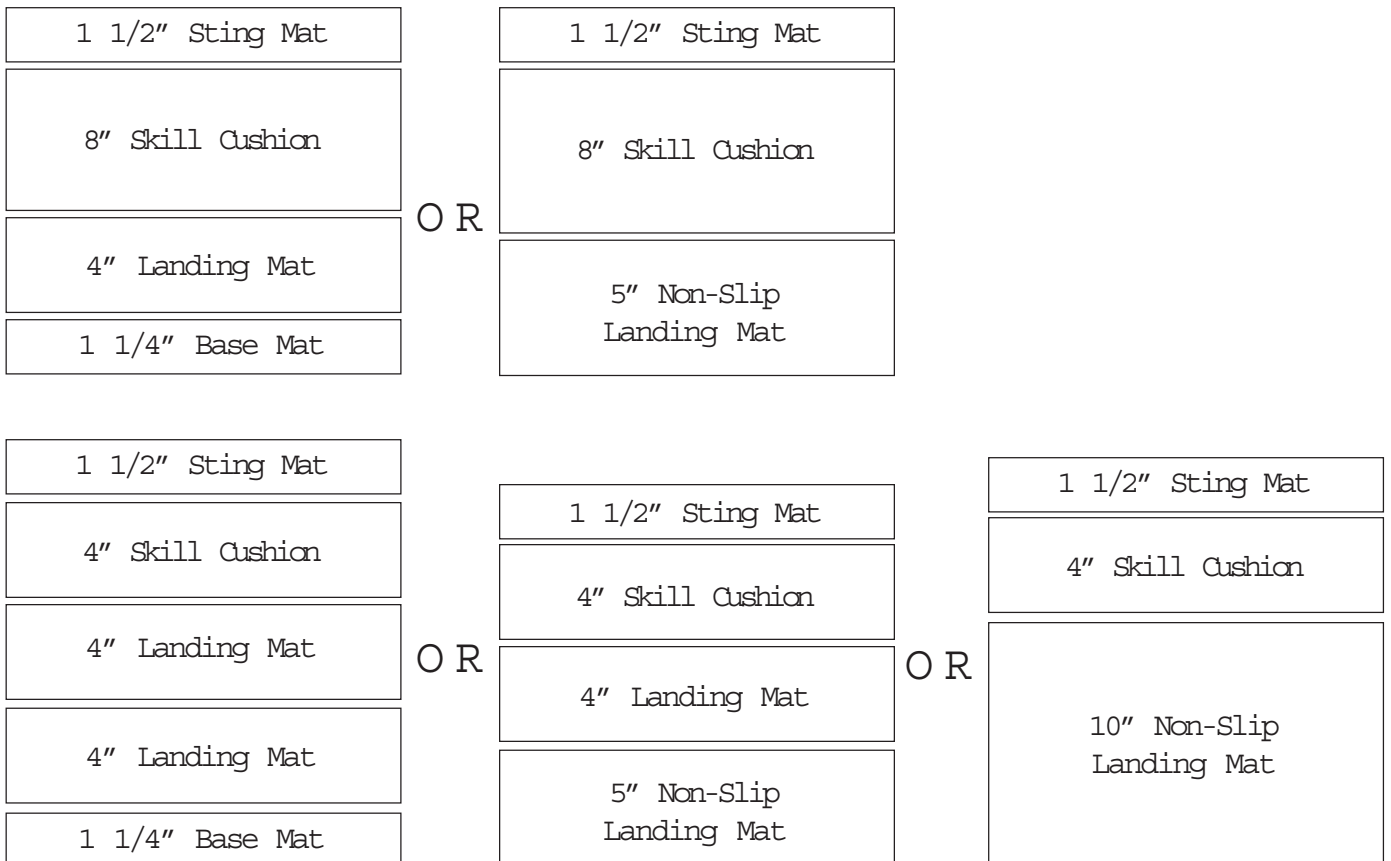 1 1/2" Sting Mat
8" Skill Cushion
4" Landing Mat
1 1/4" Base Mat
OR
1 1/2" Sting Mat
8" Skill Cushion
5" Non-Slip
Landing Mat
1 1/2" Sting Mat
4" Skill Cushion
4" Landing Mat
4" Landing Mat
1 1/4" Base Mat
OR
1 1/2" Sting Mat
4" Skill Cushion
4" Landing Mat
5" Non-Slip
Landing Mat
OR
1 1/2" Sting Mat
4" Skill Cushion
10" Non-Slip
Landing Mat